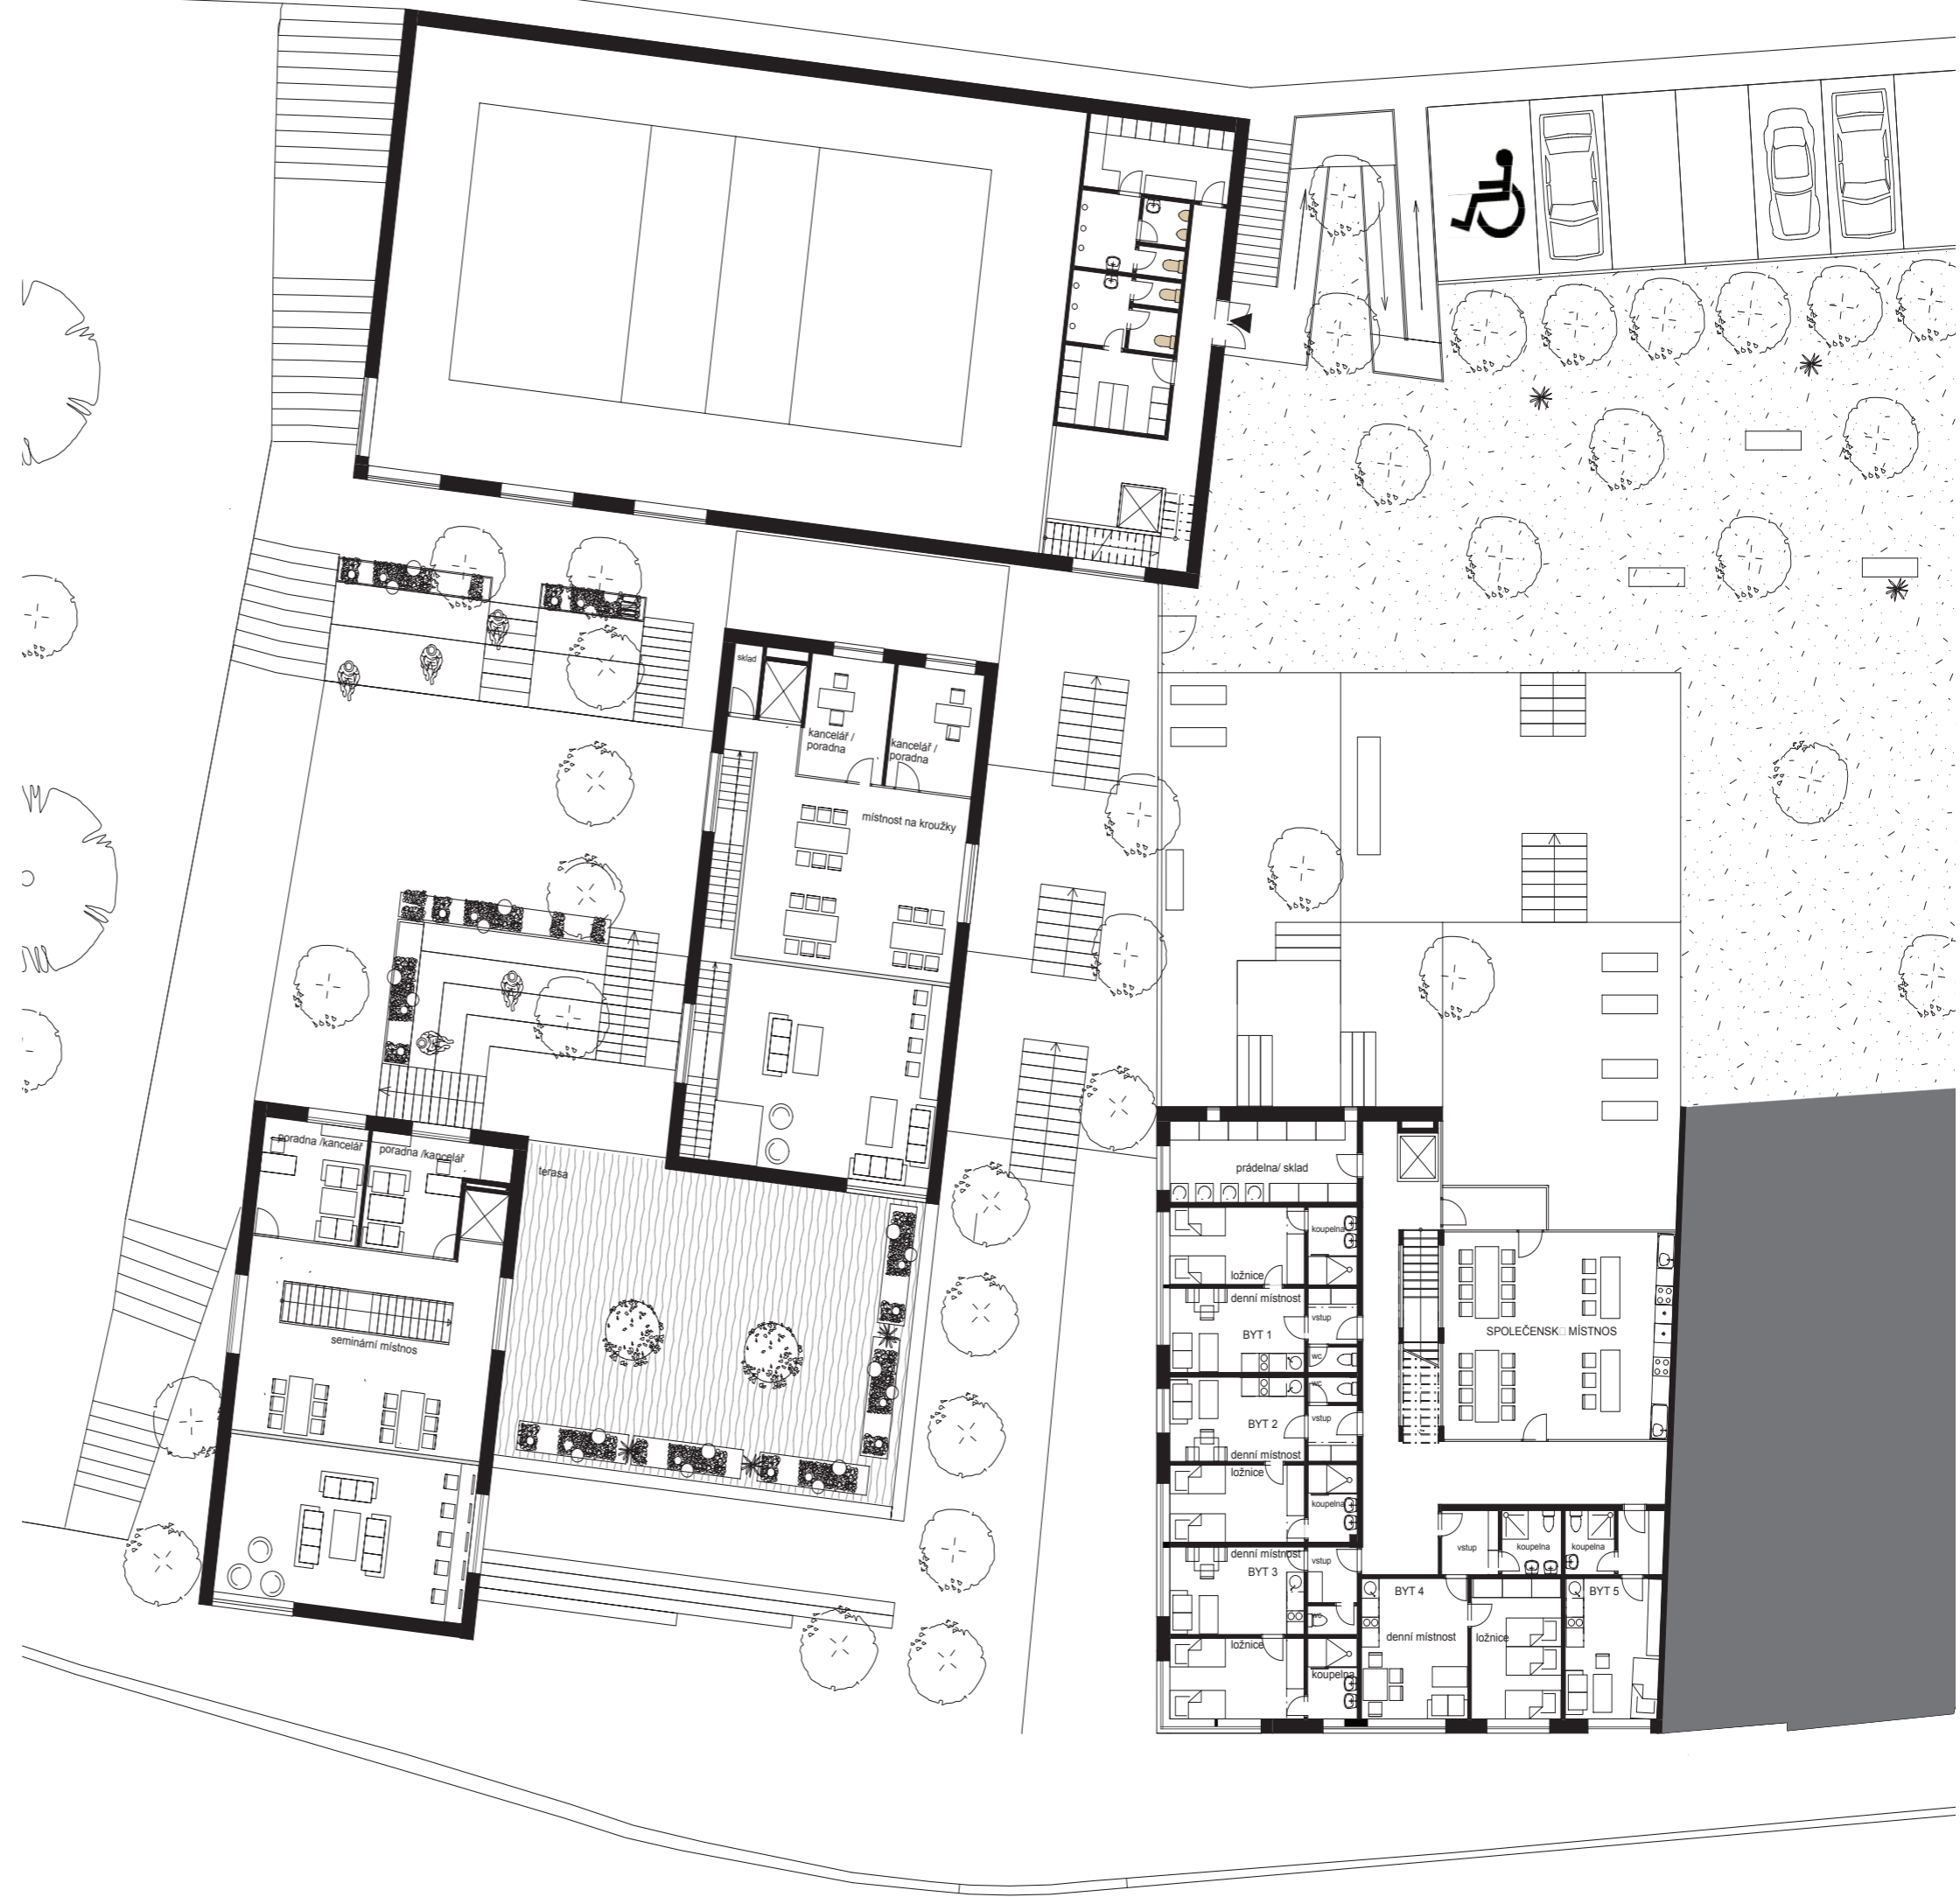 sklad
kancelář /
poradna
kancelář /
poradna
místnost na kroužky
poradna /kancelář
poradna /kancelář
terasa
seminární místnos
prádelna/ sklad
koupelna
ložnice
denní místnost
vstup
BYT 1
wc
wc
vstup
BYT 2
denní místnost
ložnice
koupelna
denní místnost
vstup
BYT 3
wc
ložnice
koupelna
SPOLEČENSK□ MÍSTNOS
vstup
koupelna
koupelna
BYT 4
BYT 5
denní místnost
ložnice